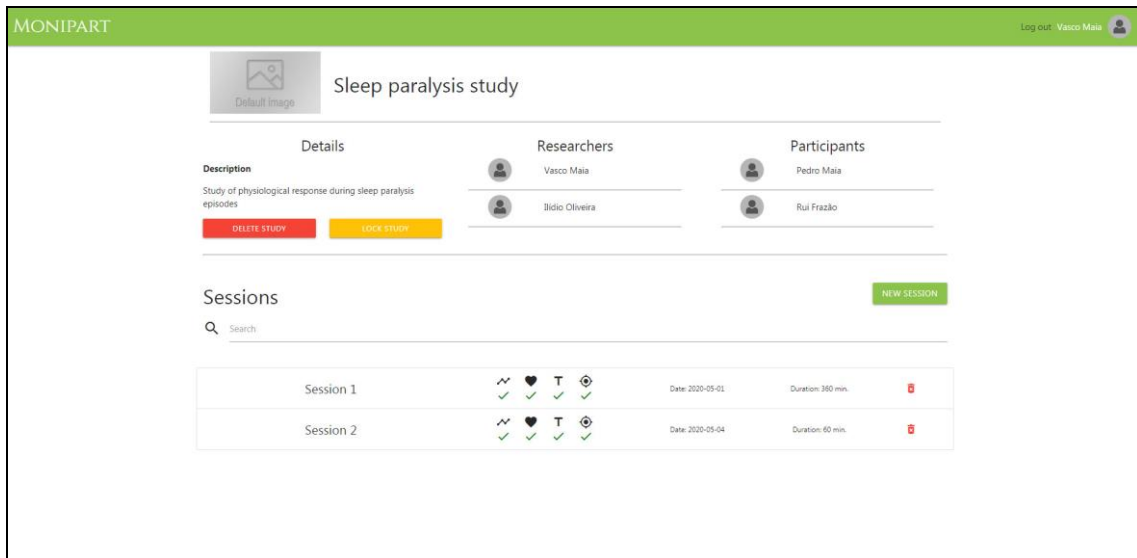 MONIPART
Log out Vasco Maia
Default image
Sleep paralysis study
Details
Description
Study of physiological response during sleep paralysis
episodes
DELETE STUDY
LOCK STUDY
Researchers
Vasco Maia
Ilídio Oliveira
Participants
Pedro Maia
Rui Frazão
Sessions
NEW SESSION
Search
Session 1
Date: 2020-05-01
Duration: 360 min.
Session 2
Date: 2020-05-04
Duration: 60 min.